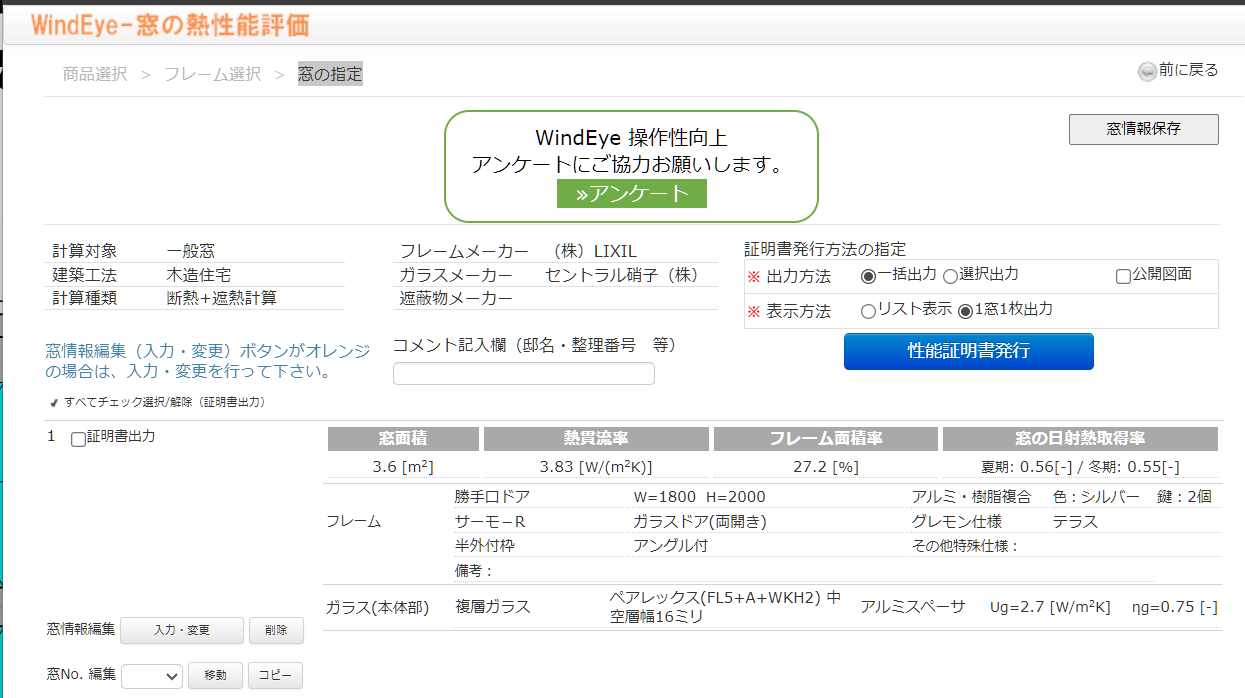 WindEye-窓の熱性能評価
商品選択 > フレーム選択 > 窓の指定
前に戻る
WindEye 操作性向上
アンケートにご協力お願いします。
»アンケート
窓情報保存
計算対象 一般窓
建築工法 木造住宅
計算種類 断熱+遮熱計算
フレームメーカー （株）LIXIL
ガラスメーカー セントラル硝子（株）
遮蔽物メーカー
証明書発行方法の指定
※ 出力方法 一括出力 選択出力 公開図面
※ 表示方法 リスト表示 1窓1枚出力
窓情報編集（入力・変更）ボタンがオレンジ
の場合は、入力・変更を行って下さい。
コメント記入欄（邸名・整理番号　等）
性能証明書発行
✔ すべてチェック選択/解除（証明書出力）
1 証明書出力
窓面積 熱貫流率 フレーム面積率 窓の日射熱取得率
3.6 [m²] 3.83 [W/(m²K)] 27.2 [%] 夏期: 0.56[-] / 冬期: 0.55[-]
フレーム
勝手口ドア W=1800 H=2000 アルミ・樹脂複合 色：シルバー 鍵：2個
サーモ－R ガラスドア(両開き) グレモン仕様 テラス
半外付枠 アングル付 その他特殊仕様：
備考：
ガラス(本体部) 複層ガラス ペアレックス(FL5+A+WKH2) 中
空層幅16ミリ アルミスペーサ Ug=2.7 [W/m²K] ηg=0.75 [-]
窓情報編集 入力・変更 削除
窓No. 編集 移動 コピー